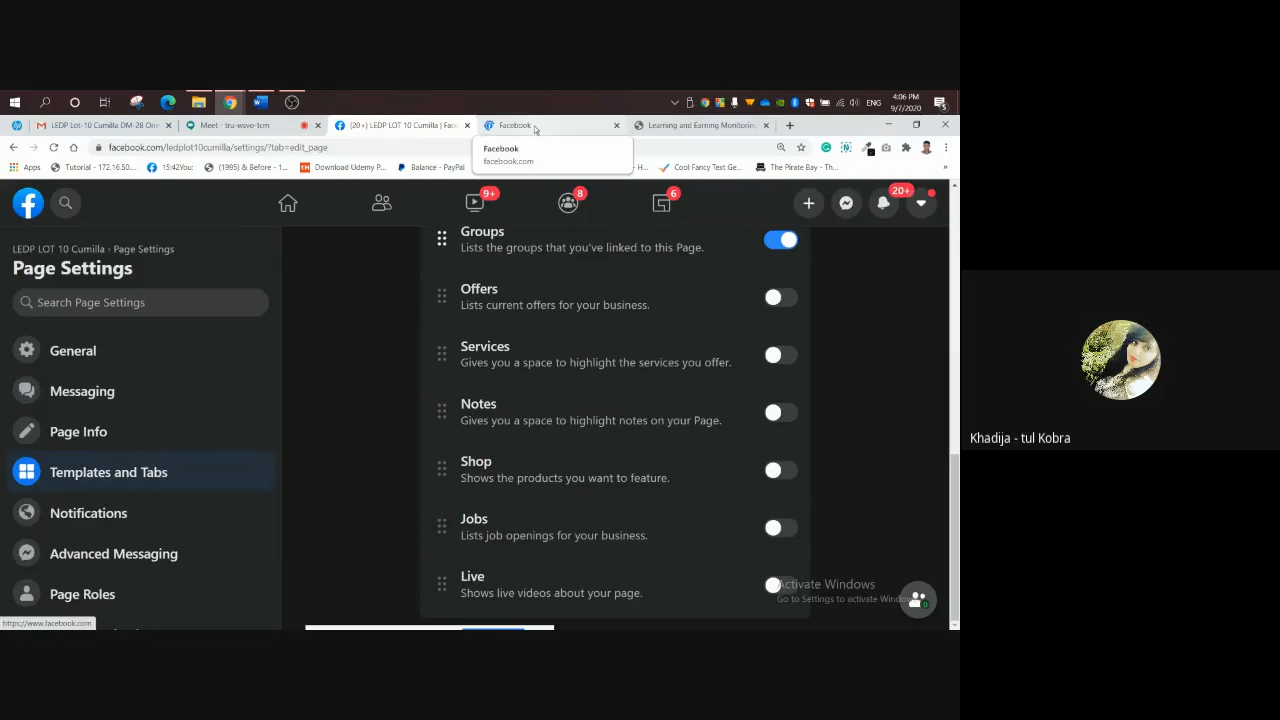 4:06 PM
ENG
9/7/2020
LEDP Lot-10 Cumilla DM-28 One
Meet - tru-wsvo-tcm
(20+) LEDP LOT 10 Cumilla | Fac
Facebook
Learning and Earning Monitoring
facebook.com/ledplot10cumilla/settings/?tab=edit_page
Facebook
facebook.com
Apps
Tutorial - 172.16.50...
15:42You:
(1995) & Before - 1...
Download Udemy P...
Balance - PayPal
H...
Cool Fancy Text Ge...
The Pirate Bay - Th...
9+
8
6
20+
LEDP LOT 10 Cumilla > Page Settings
Page Settings
Search Page Settings
General
Messaging
Page Info
Templates and Tabs
Notifications
Advanced Messaging
Page Roles
https://www.facebook.com
Groups
Lists the groups that you've linked to this Page.
Offers
Lists current offers for your business.
Services
Gives you a space to highlight the services you offer.
Notes
Gives you a space to highlight notes on your Page.
Shop
Shows the products you want to feature.
Jobs
Lists job openings for your business.
Live
Shows live videos about your page.
Activate Windows
Go to Settings to activate Windows
Khadija - tul Kobra